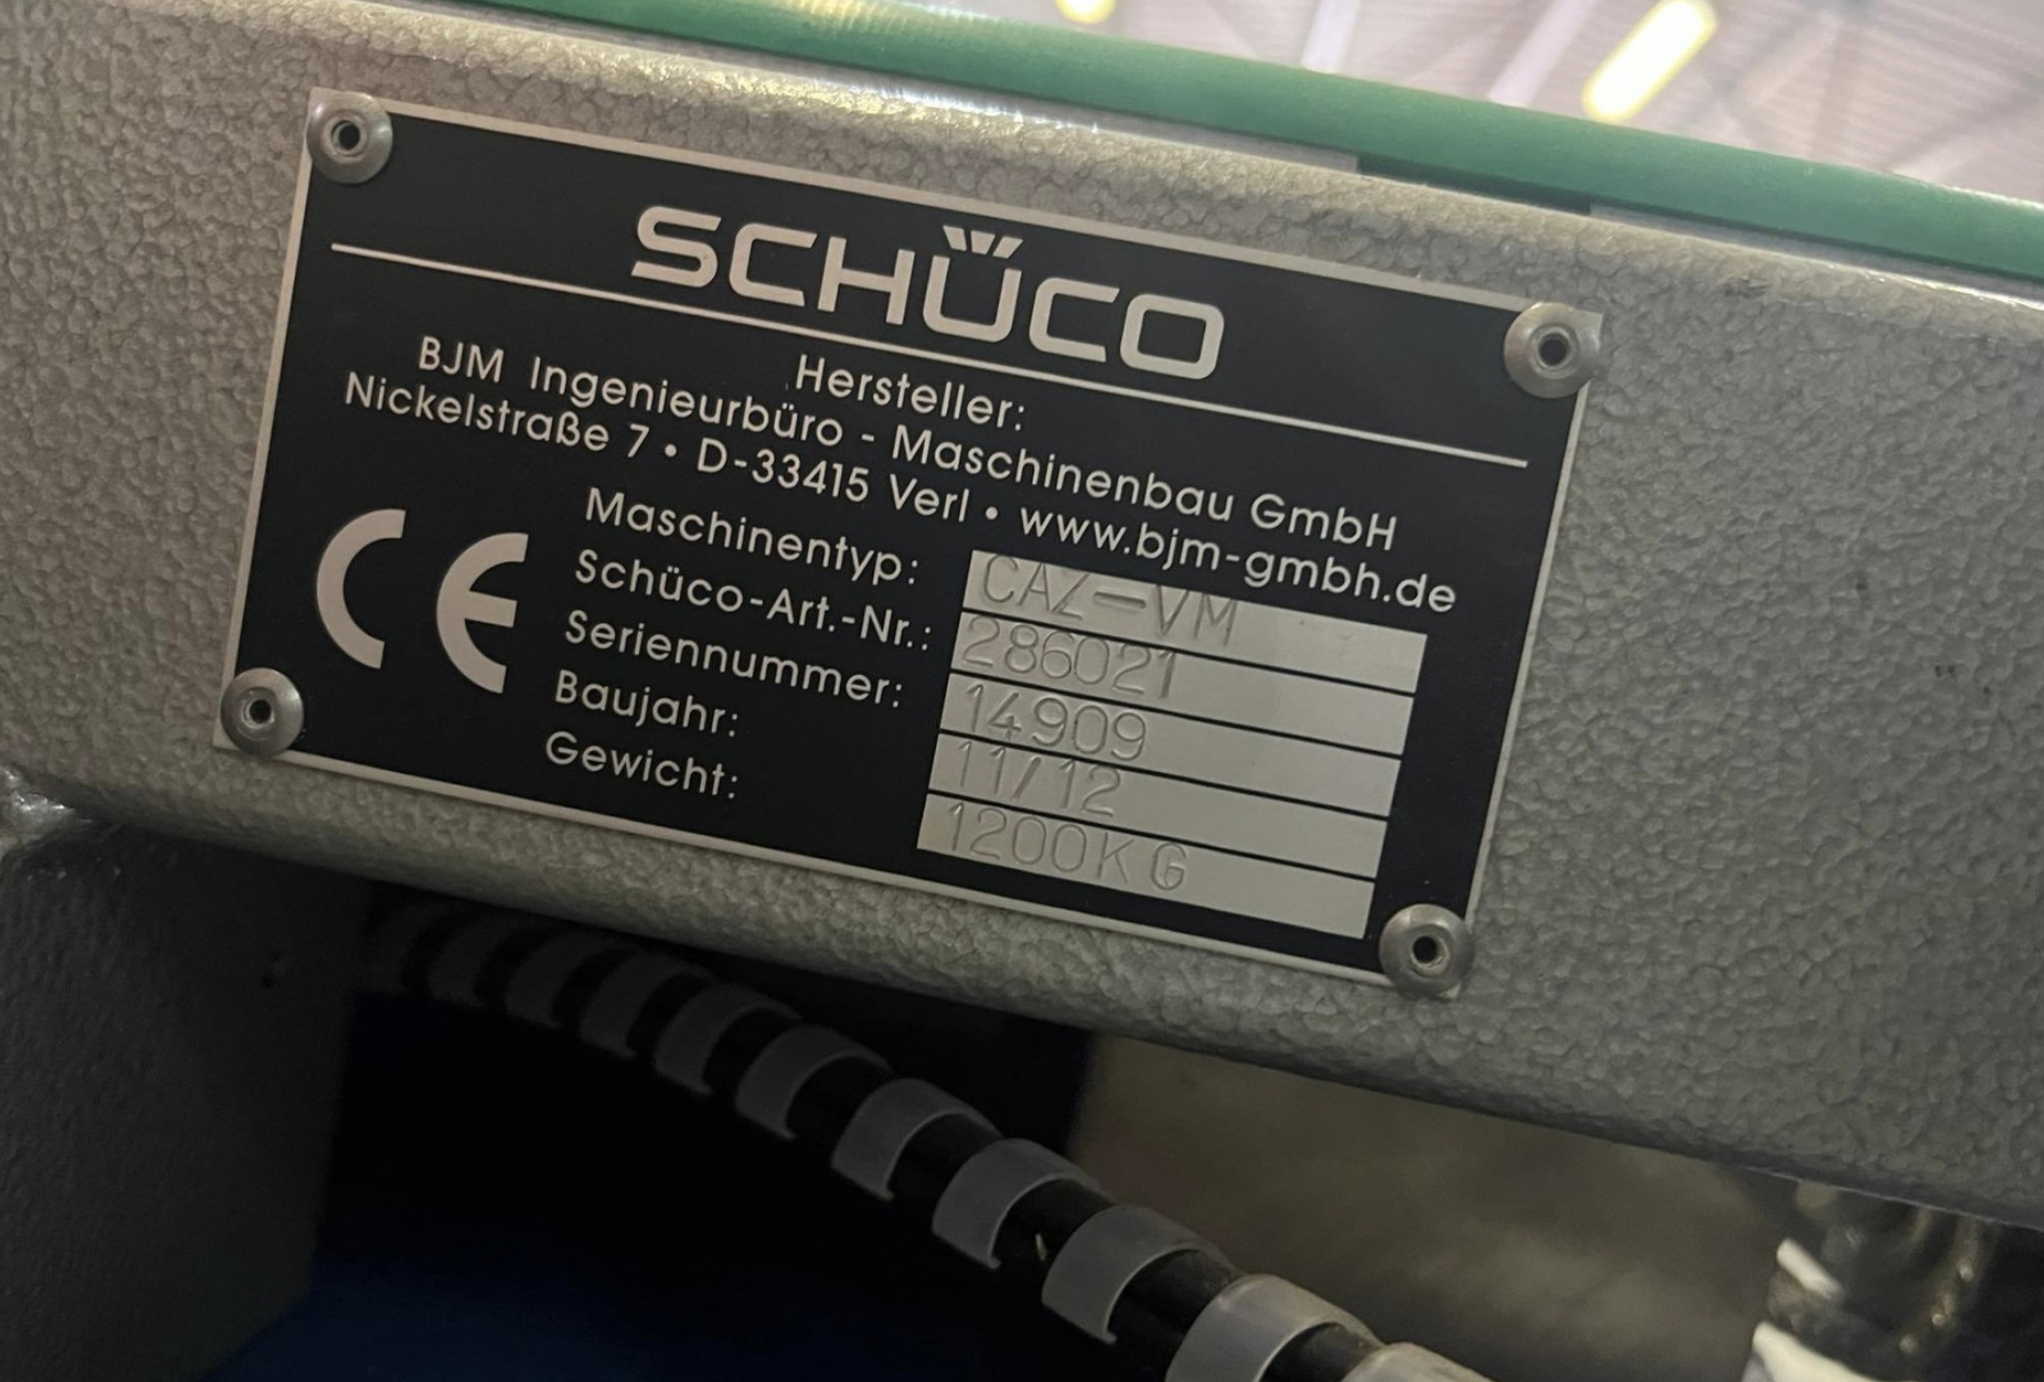 SCHÜCO
Hersteller:
BJM Ingenieurbüro - Maschinenbau GmbH
Nickelstraße 7 • D-33415 Verl • www.bjm-gmbh.de
CE
Maschinentyp: CAZ-VM
Schüco-Art.-Nr.: 286021
Seriennummer: 14909
Baujahr: 11/12
Gewicht: 1200KG